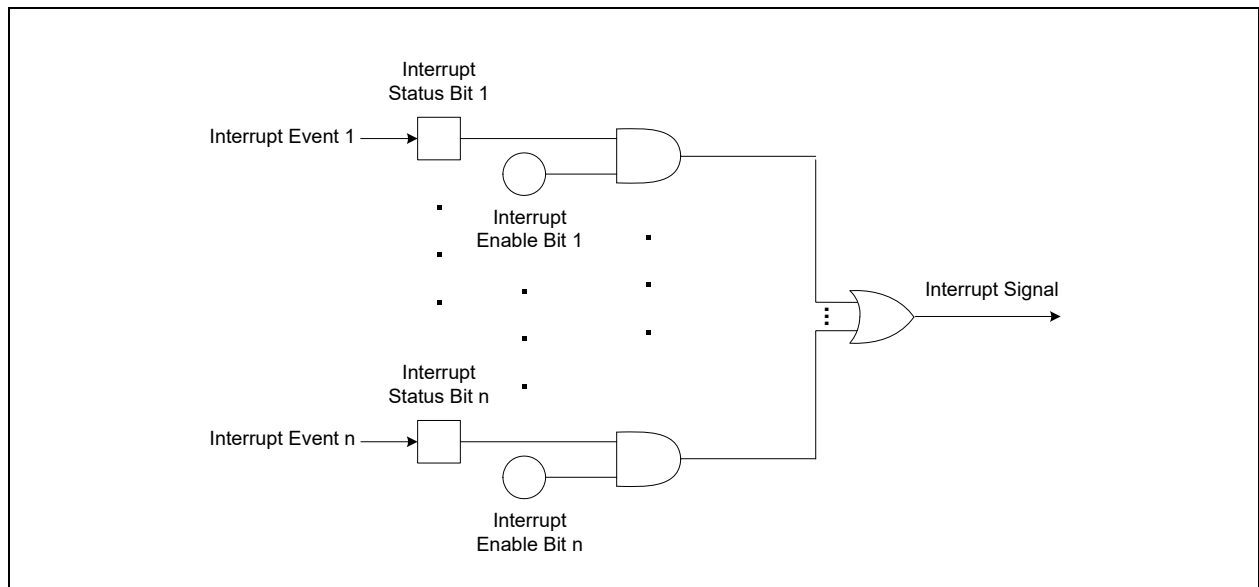 Interrupt
Status Bit 1
Interrupt Event 1
Interrupt
Enable Bit 1
Interrupt Signal
Interrupt
Status Bit n
Interrupt Event n
Interrupt
Enable Bit n